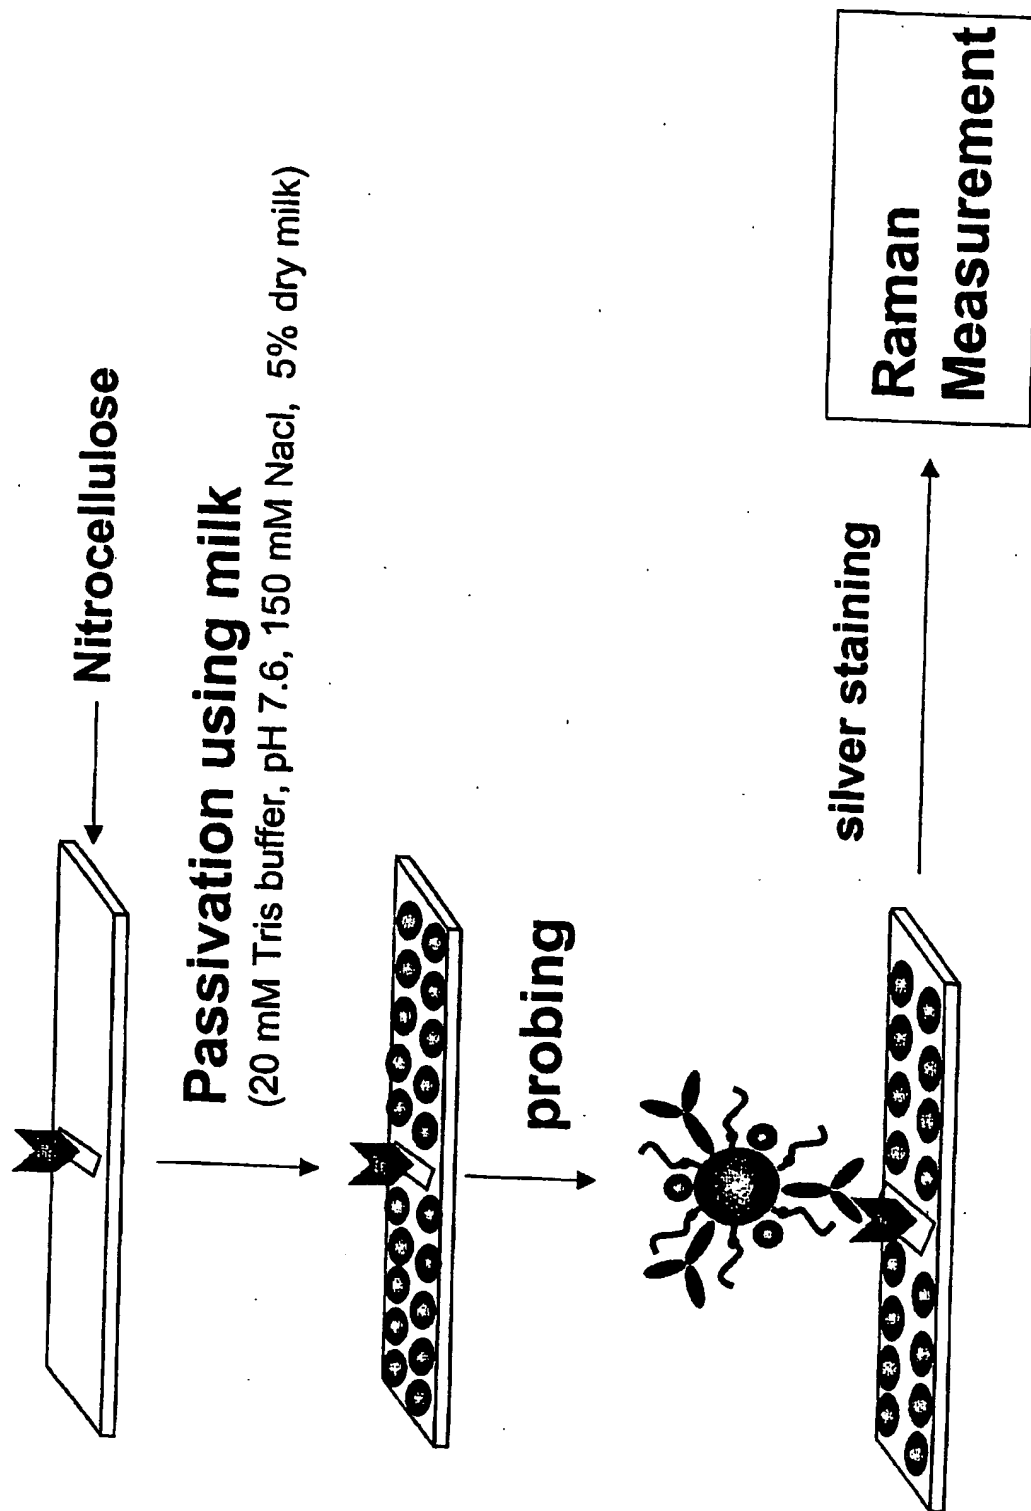 Nitrocellulose
Passivation using milk
(20 mM Tris buffer, pH 7.6, 150 mM Nacl, 5% dry milk)
probing
silver staining
Raman
Measurement